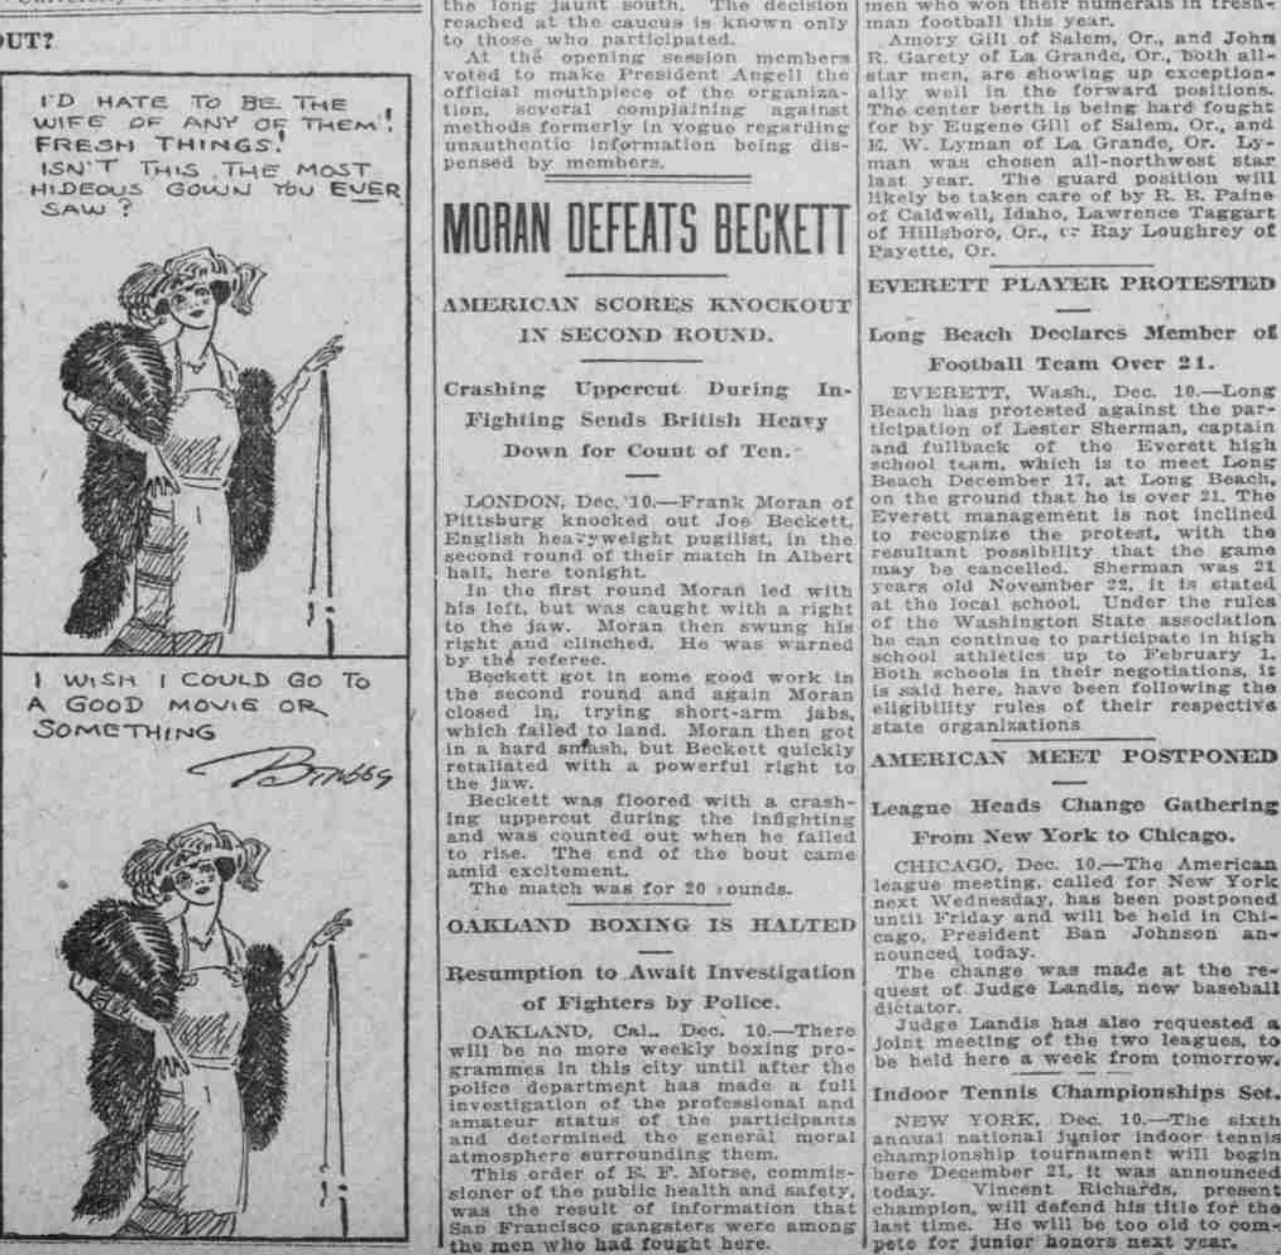 OUT?
I'D HATE TO BE THE
WIFE OF ANY OF THEM!
FRESH THINGS!
ISN'T THIS THE MOST
HIDEOUS GOWN YOU EVER
SAW?
I WISH I COULD GO TO
A GOOD MOVIE OR
SOMETHING
the long jaunt south. The decision
reached at the caucus is known only
to those who participated.
At the opening session members
voted to make President Angell the
official mouthpiece of the organiza-
tion, several complaining against
methods formerly in vogue regarding
unauthentic information being dis-
pensed by members.
MORAN DEFEATS BECKETT
AMERICAN SCORES KNOCKOUT
IN SECOND ROUND.
Crashing Uppercut During In-
Fighting Sends British Heavy
Down for Count of Ten.
LONDON, Dec. 10.—Frank Moran of
Pittsburg knocked out Joe Beckett,
English heavyweight pugilist, in the
second round of their match in Albert
hall, here tonight.
In the first round Moran led with
his left, but was caught with a right
to the jaw. Moran then swung his
right and clinched. He was warned
by the referee.
Beckett got in some good work in
the second round and again Moran
closed in, trying short-arm jabs,
which failed to land. Moran then got
in a hard smash, but Beckett quickly
retaliated with a powerful right to
the jaw.
Beckett was floored with a crash-
ing uppercut during the infighting
and was counted out when he failed
to rise. The end of the bout came
amid excitement.
The match was for 20 rounds.
OAKLAND BOXING IS HALTED
Resumption to Await Investigation
of Fighters by Police.
OAKLAND, Cal., Dec. 10.—There
will be no more weekly boxing pro-
grammes in this city until after the
police department has made a full
investigation of the professional and
amateur status of the participants
and determined the general moral
atmosphere surrounding them.
This order of E. F. Morse, commis-
sioner of the public health and safety,
was the result of information that
San Francisco gangsters were among
the men who had fought here.
men who won their numerals in fresh-
man football this year.
Amory Gill of Salem, Or., and John
R. Garety of La Grande, Or., both all-
star men, are showing up exception-
ally well in the forward positions.
The center berth is being hard fought
for by Eugene Gill of Salem, Or., and
E. W. Lyman of La Grande, Or. Ly-
man was chosen all-northwest star
last year. The guard position will
likely be taken care of by R. R. Paine
of Caldwell, Idaho, Lawrence Taggart
of Hillsboro, Or., or Ray Loughrey of
Payette, Or.
EVERETT PLAYER PROTESTED
Long Beach Declares Member of
Football Team Over 21.
EVERETT, Wash., Dec. 10.—Long
Beach has protested against the par-
ticipation of Lester Sherman, captain
and fullback of the Everett high
school team, which is to meet Long
Beach December 17, at Long Beach,
on the ground that he is over 21. The
Everett management is not inclined
to recognize the protest, with the
resultant possibility that the game
may be cancelled. Sherman was 21
years old November 22, it is stated
at the local school. Under the rules
of the Washington State association
he can continue to participate in high
school athletics up to February 1.
Both schools in their negotiations, it
is said here, have been following the
eligibility rules of their respective
state organizations
AMERICAN MEET POSTPONED
League Heads Change Gathering
From New York to Chicago.
CHICAGO, Dec. 10.—The American
league meeting, called for New York
next Wednesday, has been postponed
until Friday and will be held in Chi-
cago, President Ban Johnson an-
nounced today.
The change was made at the re-
quest of Judge Landis, new baseball
dictator.
Judge Landis has also requested a
joint meeting of the two leagues, to
be held here a week from tomorrow.
Indoor Tennis Championships Set.
NEW YORK, Dec. 10.—The sixth
annual national junior indoor tennis
championship tournament will begin
here December 21, it was announced
today. Vincent Richards, present
champion, will defend his title for the
last time. He will be too old to com-
pete for junior honors next year.